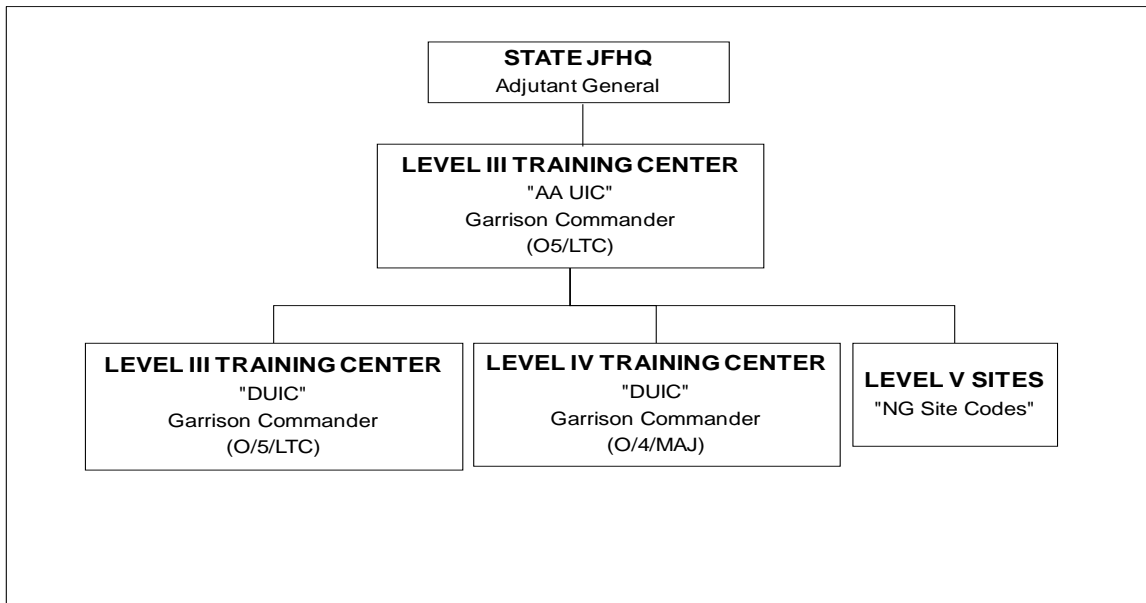 STATE JFHQ
Adjutant General
LEVEL III TRAINING CENTER
"AA UIC"
Garrison Commander
(O5/LTC)
LEVEL III TRAINING CENTER
"DUIC"
Garrison Commander
(O/5/LTC)
LEVEL IV TRAINING CENTER
"DUIC"
Garrison Commander
(O/4/MAJ)
LEVEL V SITES
"NG Site Codes"